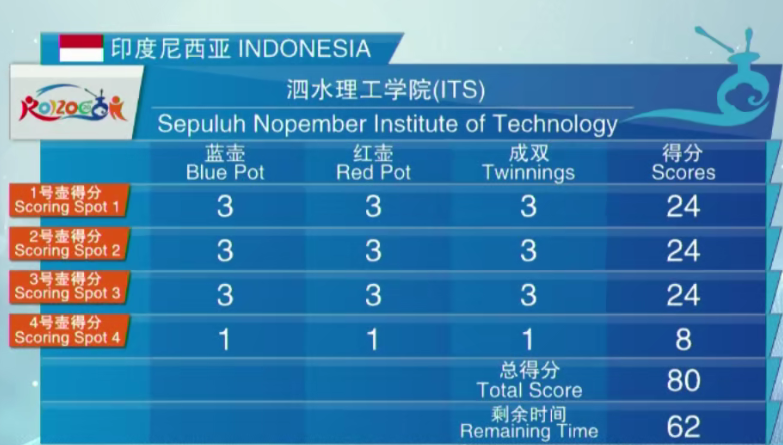 印度尼西亚 INDONESIA
泗水理工学院(ITS)
Sepuluh Nopember Institute of Technology
蓝壶 红壶 成双 得分
Blue Pot Red Pot Twinnings Scores
1号壶得分
Scoring Spot 1
3 3 3 24
2号壶得分
Scoring Spot 2
3 3 3 24
3号壶得分
Scoring Spot 3
3 3 3 24
4号壶得分
Scoring Spot 4
1 1 1 8
总得分
Total Score
80
剩余时间
Remaining Time
62